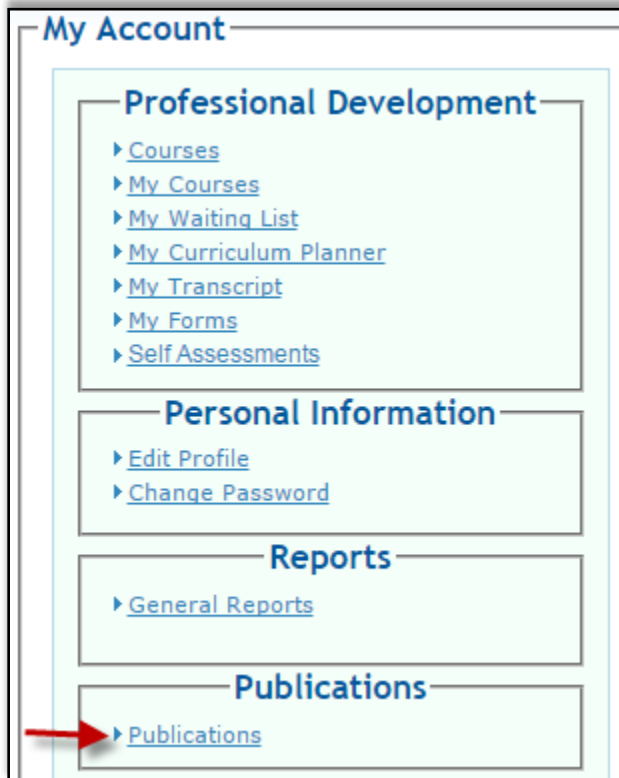 My Account
Professional Development
Courses
My Courses
My Waiting List
My Curriculum Planner
My Transcript
My Forms
Self Assessments
Personal Information
Edit Profile
Change Password
Reports
General Reports
Publications
Publications